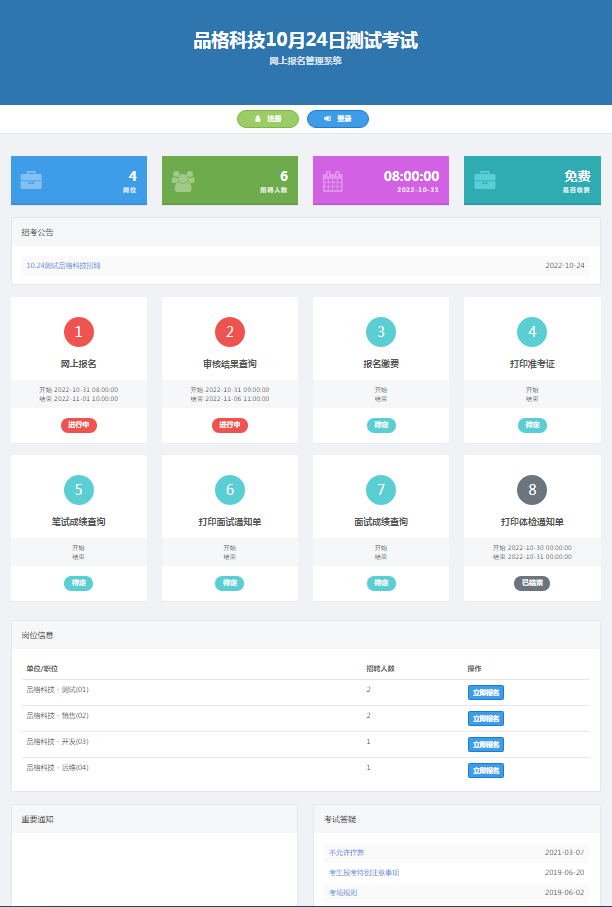 品格科技10月24日测试考试
网上报名管理系统
注册 登录
4
岗位
6
招聘人数
08:00:00
2022-10-31
免费
是否收费
招考公告
10.24测试品格科技招聘 2022-10-24
1
网上报名
开始 2022-10-31 08:00:00
结束 2022-11-01 10:00:00
进行中
2
审核结果查询
开始 2022-10-31 09:00:00
结束 2022-11-06 11:00:00
进行中
3
报名缴费
开始
结束
待定
4
打印准考证
开始
结束
待定
5
笔试成绩查询
开始
结束
待定
6
打印面试通知单
开始
结束
待定
7
面试成绩查询
开始
结束
待定
8
打印体检通知单
开始 2022-10-30 00:00:00
结束 2022-10-31 00:00:00
已结束
岗位信息
单位/职位 招聘人数 操作
品格科技 - 测试(01) 2 立即报名
品格科技 - 销售(02) 2 立即报名
品格科技 - 开发(03) 1 立即报名
品格科技 - 运维(04) 1 立即报名
重要通知
考试答疑
不允许作弊 2021-03-07
考生报考特别注意事项 2019-06-20
考场规则 2019-06-02